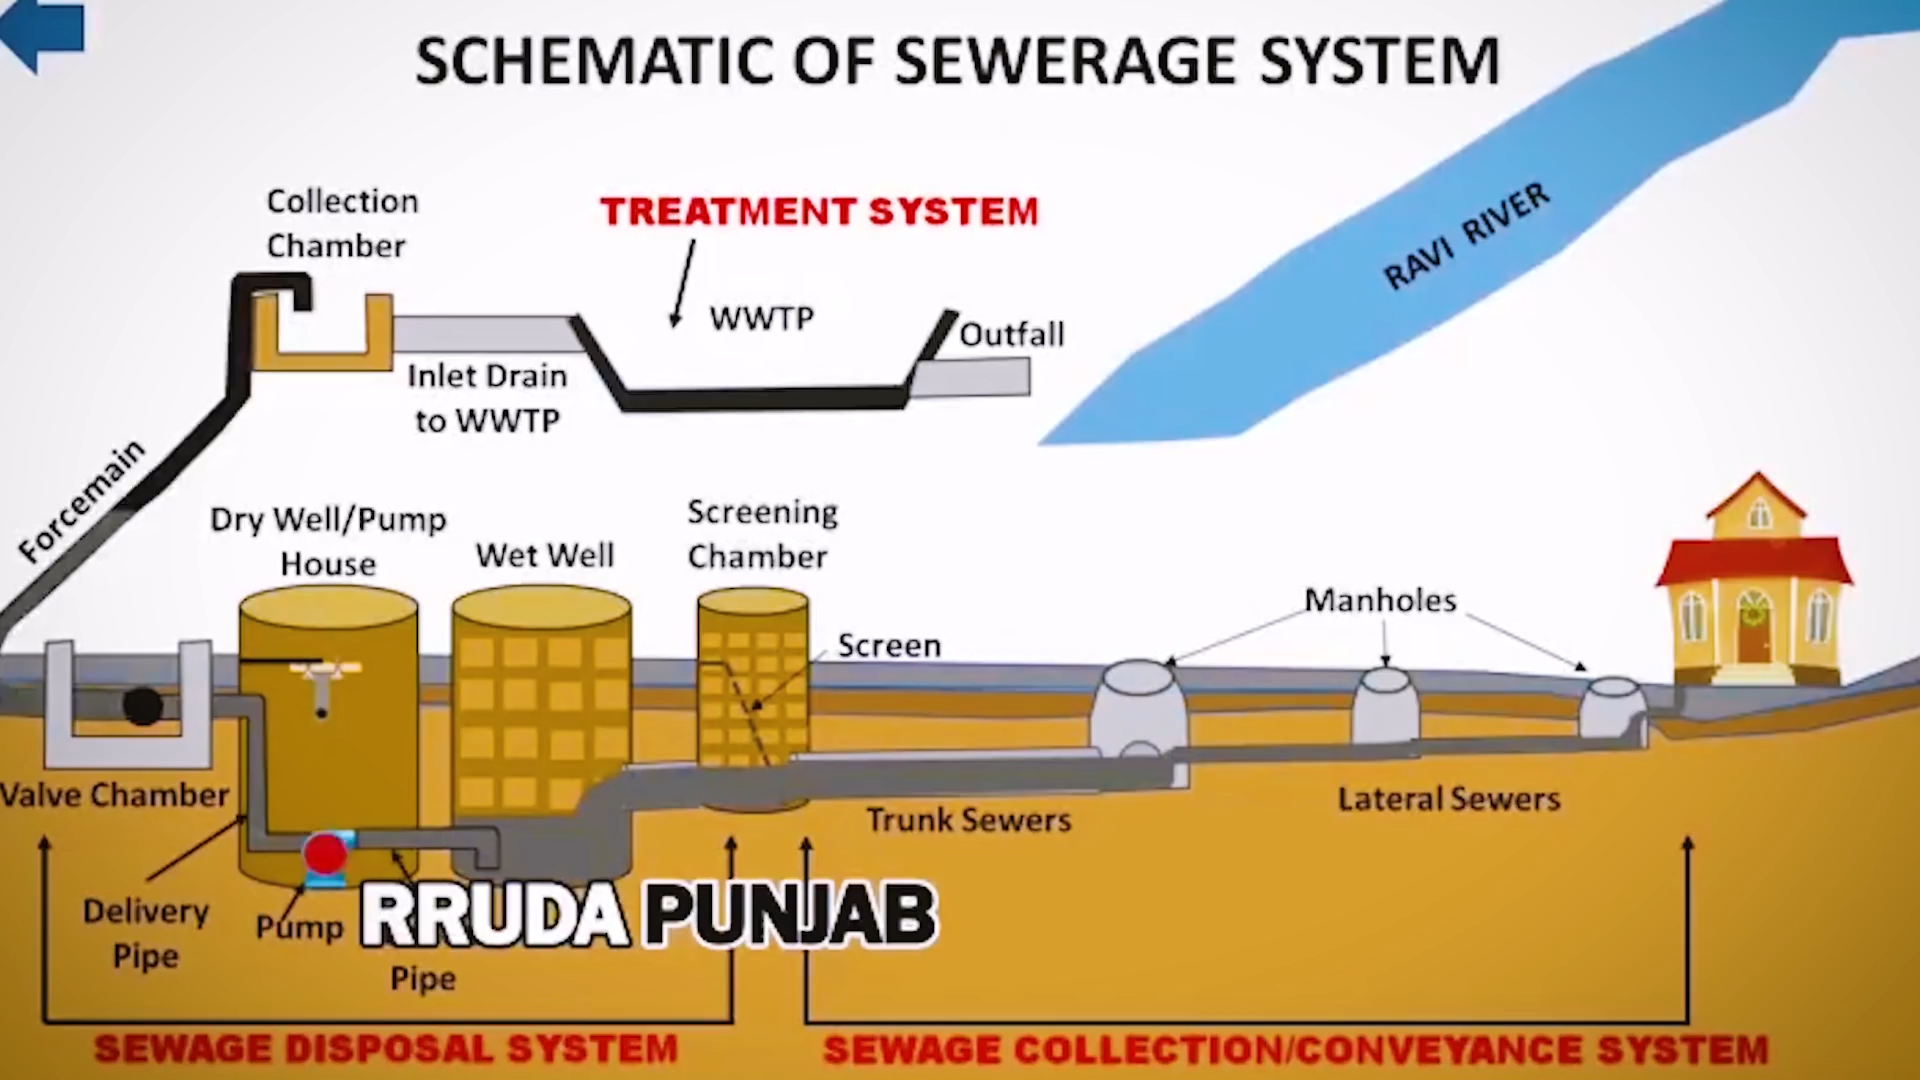 SCHEMATIC OF SEWERAGE SYSTEM
Collection
Chamber
TREATMENT SYSTEM
RAVI RIVER
WWTP
Outfall
Inlet Drain
to WWTP
Forcemain
Dry Well/Pump
House
Wet Well
Screening
Chamber
Screen
Manholes
Valve Chamber
Trunk Sewers
Lateral Sewers
Delivery
Pipe
Pump
RRUDA PUNJAB
Pipe
SEWAGE DISPOSAL SYSTEM
SEWAGE COLLECTION/CONVEYANCE SYSTEM